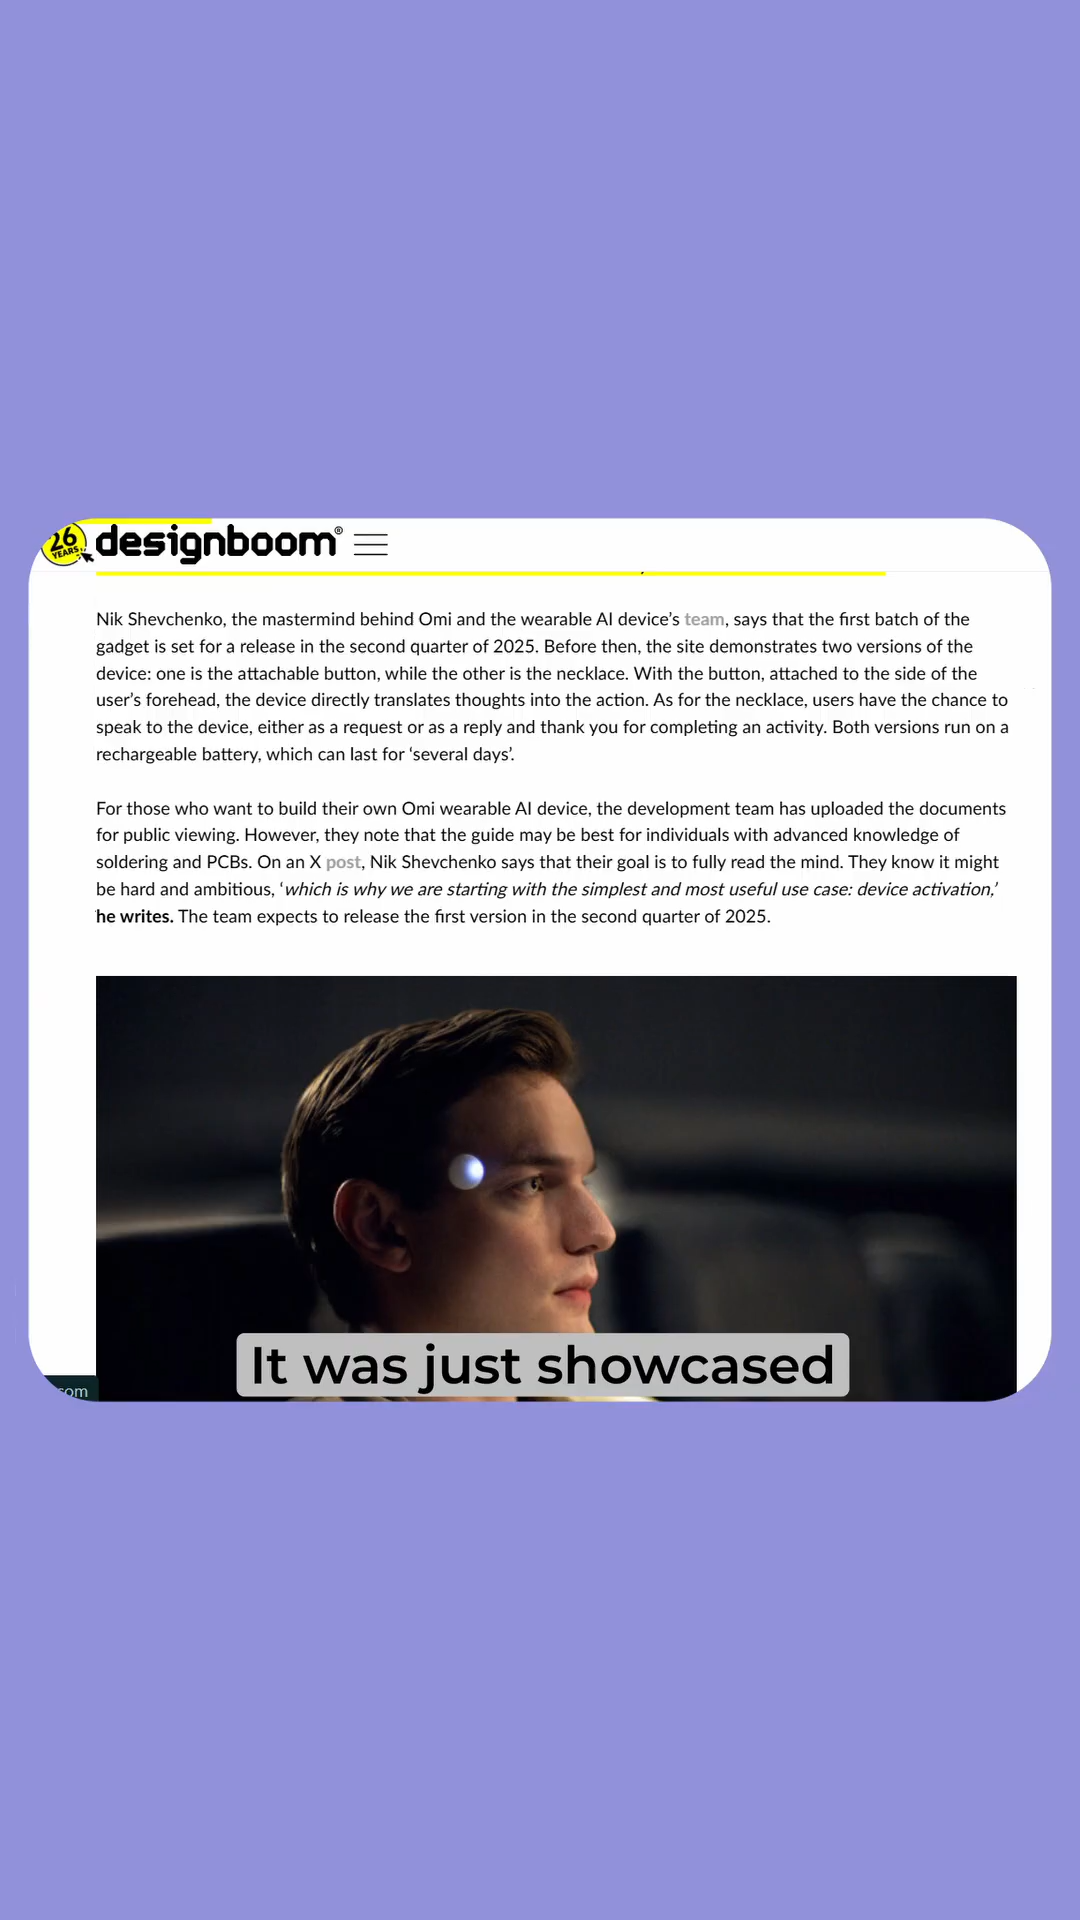 26
YEARS
designboom®
Nik Shevchenko, the mastermind behind Omi and the wearable AI device’s team, says that the first batch of the
gadget is set for a release in the second quarter of 2025. Before then, the site demonstrates two versions of the
device: one is the attachable button, while the other is the necklace. With the button, attached to the side of the
user’s forehead, the device directly translates thoughts into the action. As for the necklace, users have the chance to
speak to the device, either as a request or as a reply and thank you for completing an activity. Both versions run on a
rechargeable battery, which can last for ‘several days’.
For those who want to build their own Omi wearable AI device, the development team has uploaded the documents
for public viewing. However, they note that the guide may be best for individuals with advanced knowledge of
soldering and PCBs. On an X post, Nik Shevchenko says that their goal is to fully read the mind. They know it might
be hard and ambitious, ‘which is why we are starting with the simplest and most useful use case: device activation,’
he writes. The team expects to release the first version in the second quarter of 2025.
It was just showcased
com